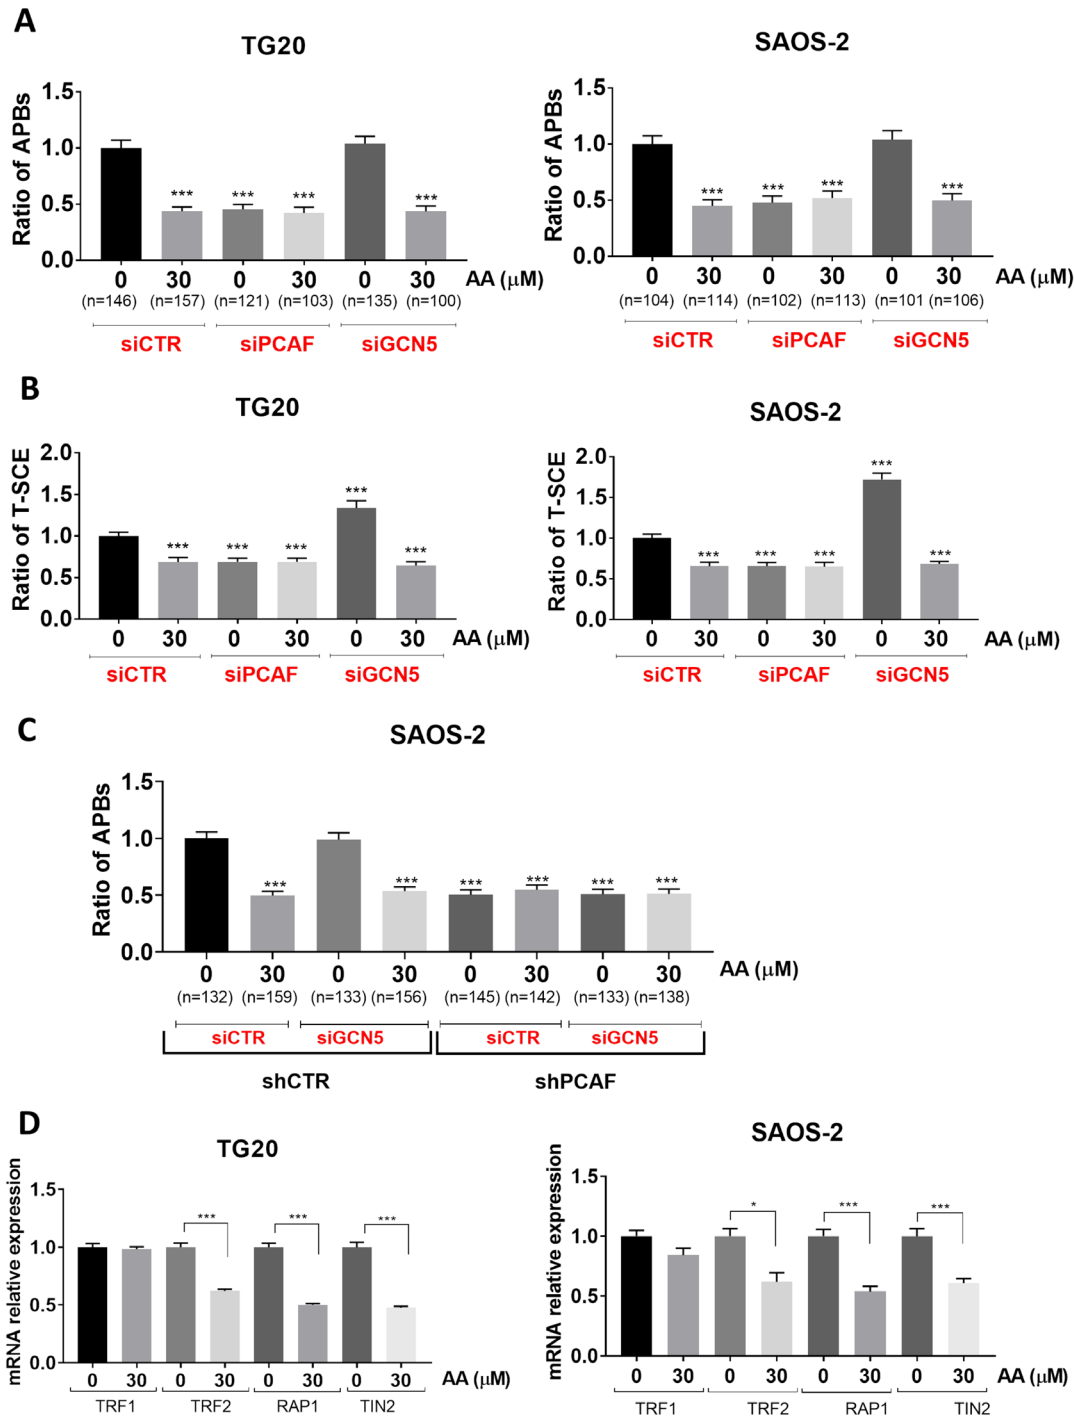 A
TG20
SAOS-2
Ratio of APBs
1.5
1.0
0.5
0.0
*** *** *** ***
0 30 0 30 0 30 AA (μM)
(n=146) (n=157) (n=121) (n=103) (n=135) (n=100)
siCTR siPCAF siGCN5
Ratio of APBs
1.5
1.0
0.5
0.0
*** *** *** ***
0 30 0 30 0 30 AA (μM)
(n=104) (n=114) (n=102) (n=113) (n=101) (n=106)
siCTR siPCAF siGCN5
B
TG20
SAOS-2
Ratio of T-SCE
2.0
1.5
1.0
0.5
0.0
*** *** *** *** ***
0 30 0 30 0 30 AA (μM)
siCTR siPCAF siGCN5
Ratio of T-SCE
2.0
1.5
1.0
0.5
0.0
*** *** *** *** ***
0 30 0 30 0 30 AA (μM)
siCTR siPCAF siGCN5
C
SAOS-2
Ratio of APBs
1.5
1.0
0.5
0.0
*** *** *** *** *** ***
0 30 0 30 0 30 0 30 AA (μM)
(n=132) (n=159) (n=133) (n=156) (n=145) (n=142) (n=133) (n=138)
siCTR siGCN5 siCTR siGCN5
shCTR shPCAF
D
TG20
SAOS-2
mRNA relative expression
1.5
1.0
0.5
0.0
*** *** ***
0 30 0 30 0 30 0 30 AA (μM)
TRF1 TRF2 RAP1 TIN2
mRNA relative expression
1.5
1.0
0.5
0.0
* *** ***
0 30 0 30 0 30 0 30 AA (μM)
TRF1 TRF2 RAP1 TIN2